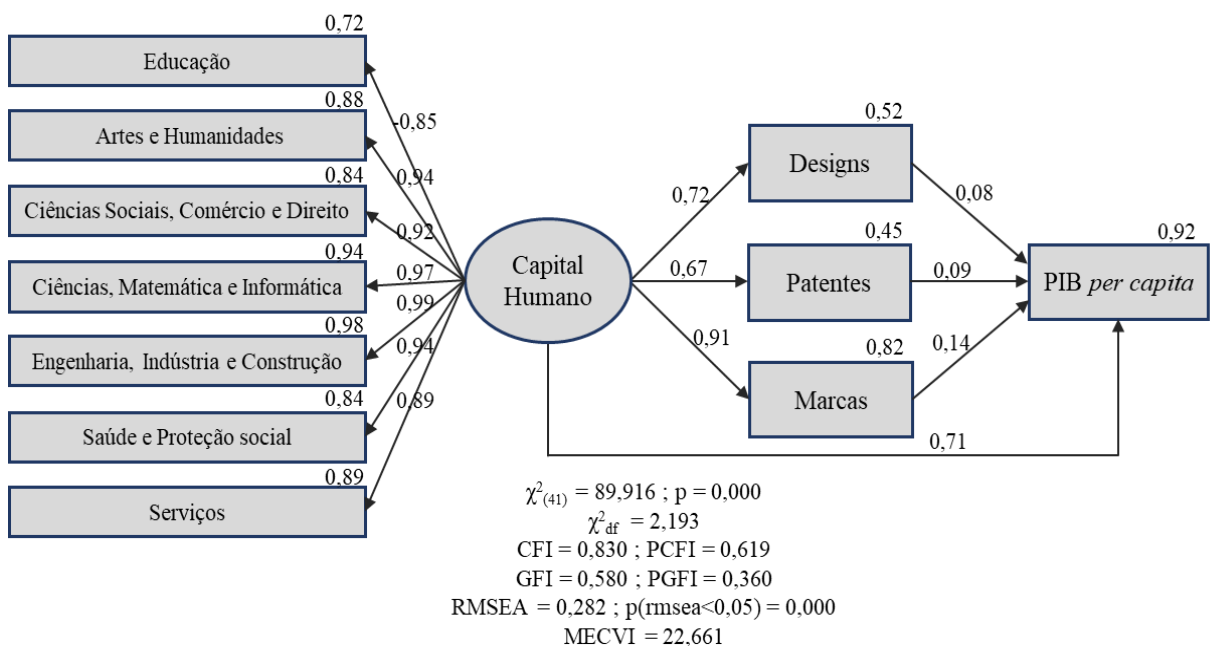 0,72
Educação
0,88
Artes e Humanidades
0,84
Ciências Sociais, Comércio e Direito
0,94
Ciências, Matemática e Informática
0,98
Engenharia, Indústria e Construção
0,84
Saúde e Proteção social
0,89
Serviços
-0,85
0,94
0,92
0,97
0,99
0,94
0,89
Capital
Humano
0,72
0,67
0,91
0,52
Designs
0,45
Patentes
0,82
Marcas
0,08
0,09
0,14
0,71
0,92
PIB per capita
χ²(41) = 89,916 ; p = 0,000
χ²df = 2,193
CFI = 0,830 ; PCFI = 0,619
GFI = 0,580 ; PGFI = 0,360
RMSEA = 0,282 ; p(rmsea<0,05) = 0,000
MECVI = 22,661